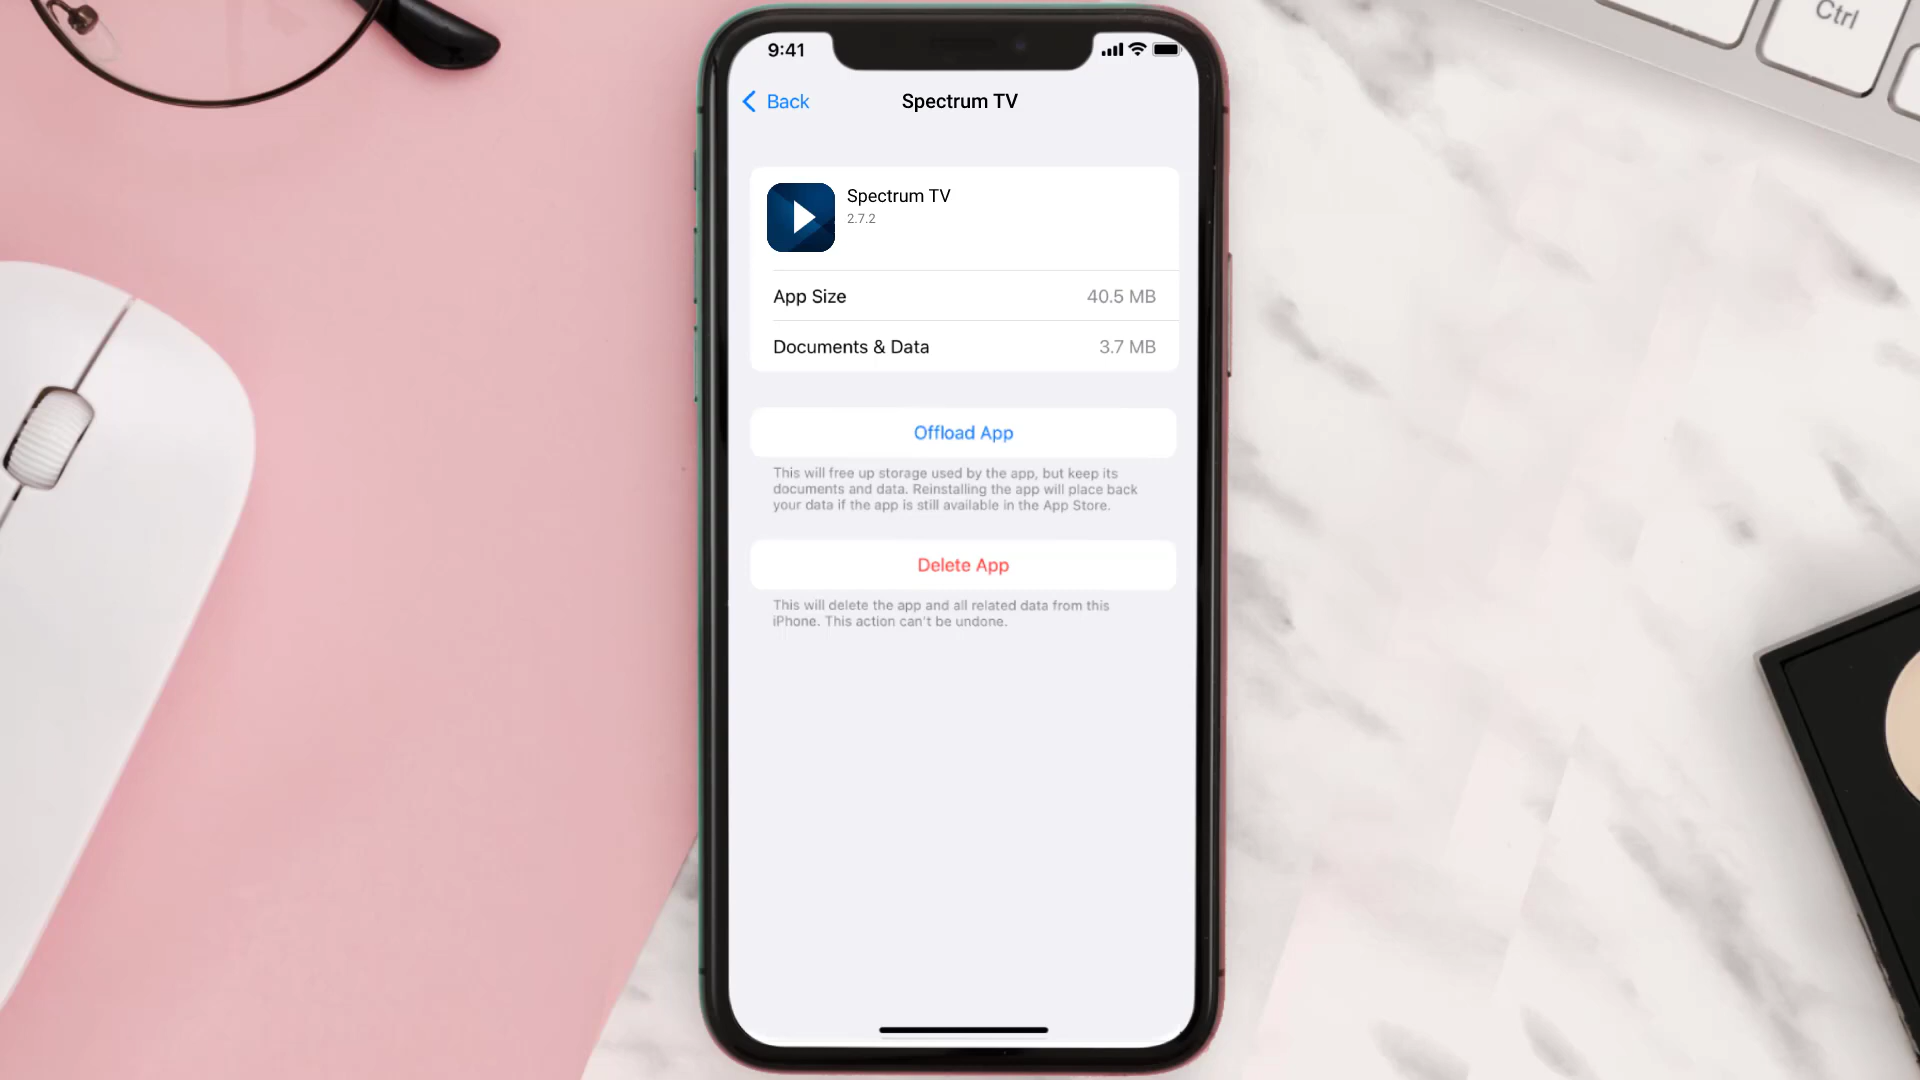 Ctrl
9:41
Back
Spectrum TV
Spectrum TV
2.7.2
App Size 40.5 MB
Documents & Data 3.7 MB
Offload App
This will free up storage used by the app, but keep its
documents and data. Reinstalling the app will place back
your data if the app is still available in the App Store.
Delete App
This will delete the app and all related data from this
iPhone. This action can't be undone.